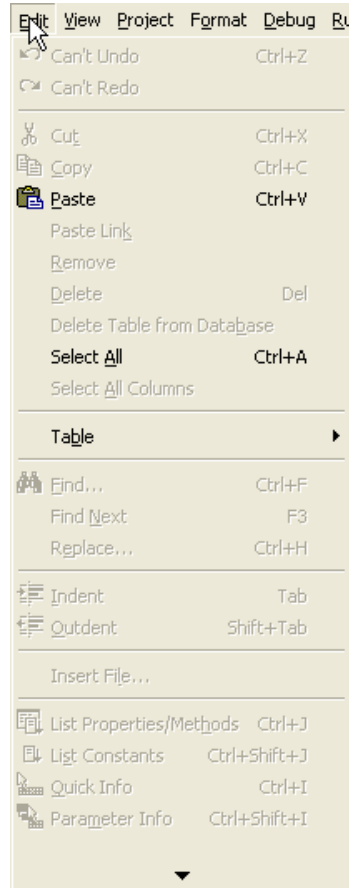 Edit View Project Format Debug Ru
Can't Undo Ctrl+Z
Can't Redo
Cut Ctrl+X
Copy Ctrl+C
Paste Ctrl+V
Paste Link
Remove
Delete Del
Delete Table from Database
Select All Ctrl+A
Select All Columns
Table
Find... Ctrl+F
Find Next F3
Replace... Ctrl+H
Indent Tab
Outdent Shift+Tab
Insert File...
List Properties/Methods Ctrl+J
List Constants Ctrl+Shift+J
Quick Info Ctrl+I
Parameter Info Ctrl+Shift+I